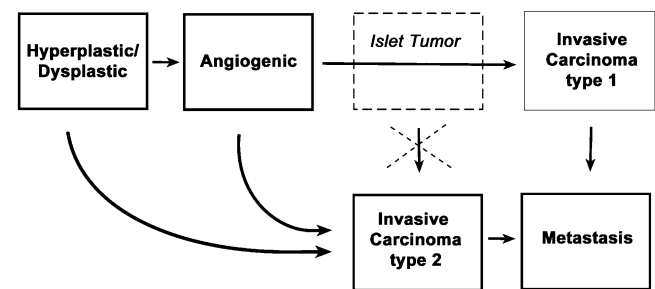 Hyperplastic/
Dysplastic
Angiogenic
Islet Tumor
Invasive
Carcinoma
type 1
Invasive
Carcinoma
type 2
Metastasis